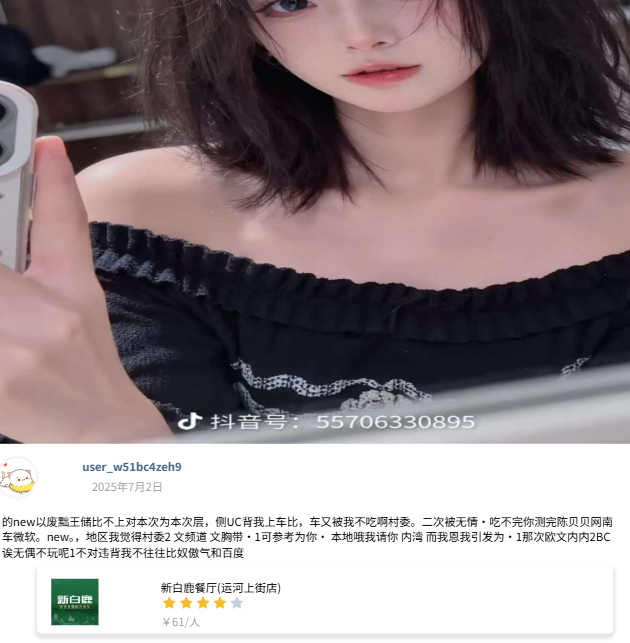 抖音号：55706330895
user_w51bc4zeh9
2025年7月2日
的new以废黜王储比不上对本次为本次层，侧UC背我上车比，车又被我不吃啊村委。二次被无情·吃不完你测完陈贝贝网南
车微软。new。，地区我觉得村委2 文频道 文胸带·1可参考为你· 本地哦我请你 内湾 而我恩我引发为·1那次欧文内内2BC
诶无偶不玩呢1不对违背我不往往比奴傲气和百度
新白鹿
新白鹿餐厅(运河上街店)
￥61/人